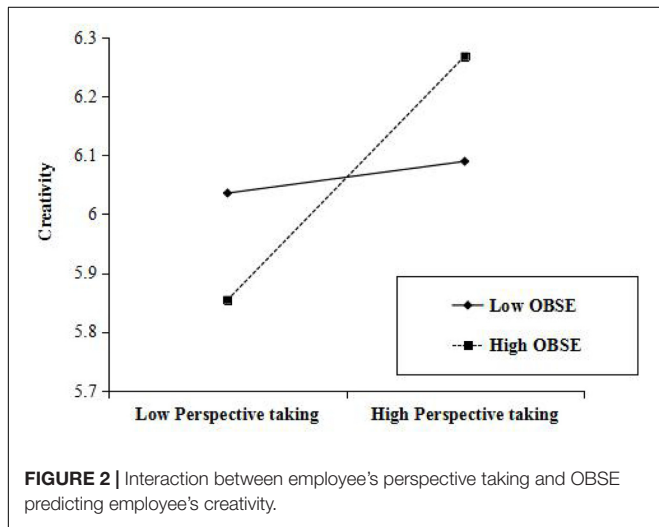 6.3
6.2
6.1
6
5.9
5.8
5.7
Creativity
Low OBSE
High OBSE
Low Perspective taking
High Perspective taking
FIGURE 2 | Interaction between employee's perspective taking and OBSE
predicting employee's creativity.